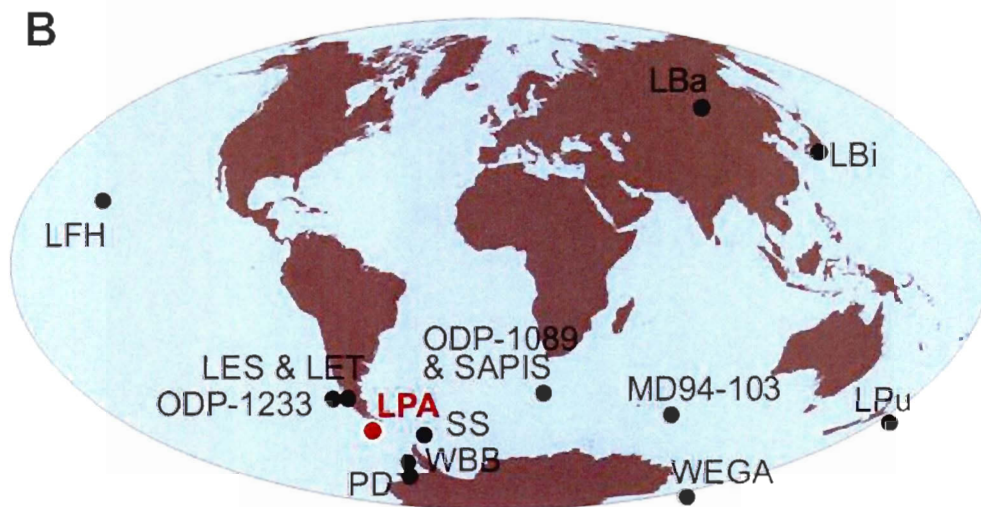 B
LBa
LBi
LFH
ODP-1089
& SAPIS
LES & LET
ODP-1233
LPA
MD94-103
LPu
SS
WBB
PD
WEGA